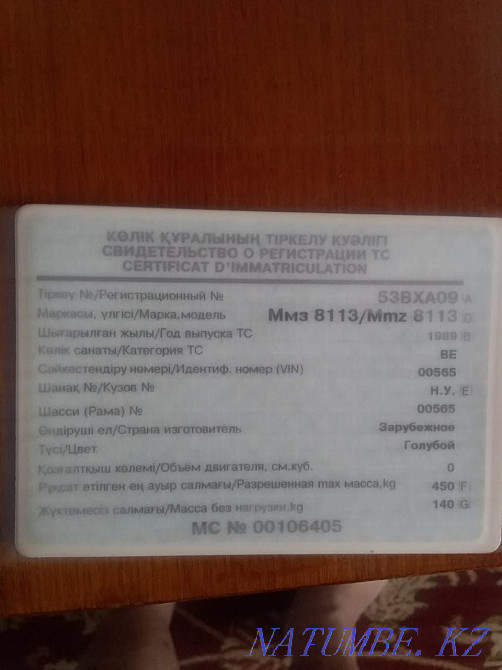 КӨЛІК ҚҰРАЛЫНЫҢ ТІРКЕЛУ КУӘЛІГІ
СВИДЕТЕЛЬСТВО О РЕГИСТРАЦИИ ТС
CERTIFICAT D'IMMATRICULATION
Тіркеу №/Регистрационный № 53BXA09 A
Маркасы, үлгісі/Марка,модель Ммз 8113/Mmz 8113 D
Шығарылған жылы/Год выпуска ТС 1989 B
Көлік санаты/Категория ТС BE
Сәйкестендіру нөмері/Идентиф. номер (VIN) 00565
Шанақ №/Кузов № Н.У. E
Шасси (Рама) № 00565
Өндіруші ел/Страна изготовитель Зарубежное
Түсі/Цвет Голубой
Қозғалтқыш көлемі/Объём двигателя, см.куб. 0
Рұқсат етілген ең ауыр салмағы/Разрешенная max масса,kg 450 F
Жүктемесіз салмағы/Масса без нагрузки,kg 140 G
МС № 00106405
NATUMBE.KZ